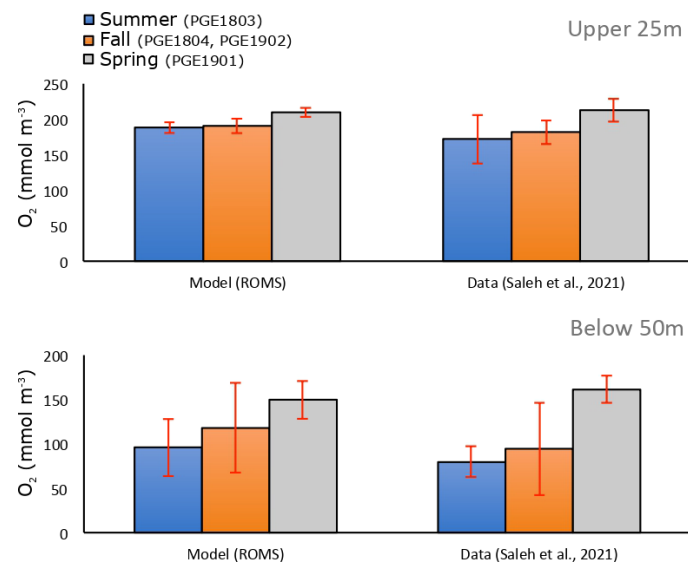 Summer (PGE1803)
Fall (PGE1804, PGE1902)
Spring (PGE1901)
Upper 25m
O₂ (mmol m⁻³)
250
200
150
100
50
0
Model (ROMS)
Data (Saleh et al., 2021)
Below 50m
O₂ (mmol m⁻³)
200
150
100
50
0
Model (ROMS)
Data (Saleh et al., 2021)